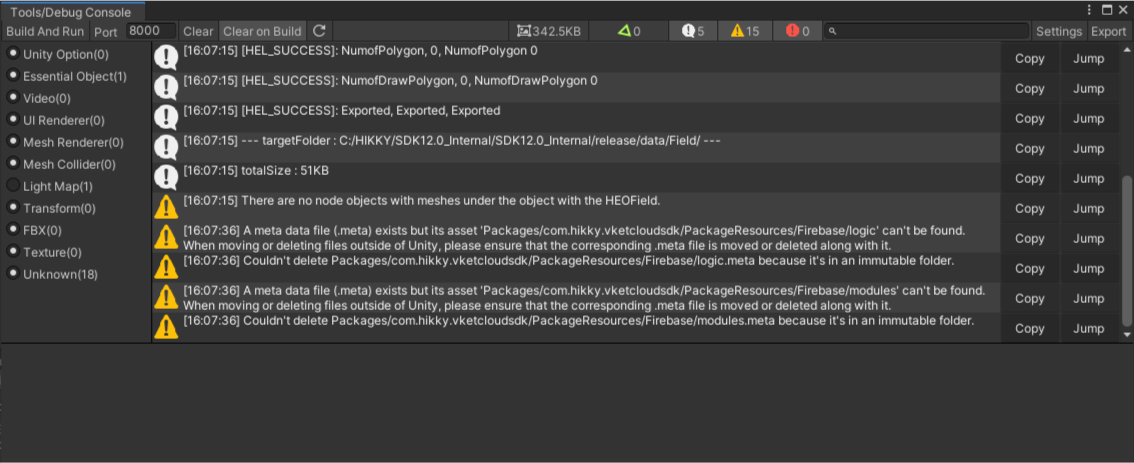 Tools/Debug Console
Build And Run Port 8000 Clear Clear on Build 342.5KB 0 5 15 0 Settings Export
Unity Option(0)
Essential Object(1)
Video(0)
UI Renderer(0)
Mesh Renderer(0)
Mesh Collider(0)
Light Map(1)
Transform(0)
FBX(0)
Texture(0)
Unknown(18)
[16:07:15] [HEL_SUCCESS]: NumofPolygon, 0, NumofPolygon 0 Copy Jump
[16:07:15] [HEL_SUCCESS]: NumofDrawPolygon, 0, NumofDrawPolygon 0 Copy Jump
[16:07:15] [HEL_SUCCESS]: Exported, Exported, Exported Copy Jump
[16:07:15] --- targetFolder : C:/HIKKY/SDK12.0_Internal/SDK12.0_Internal/release/data/Field/ --- Copy Jump
[16:07:15] totalSize : 51KB Copy Jump
[16:07:15] There are no node objects with meshes under the object with the HEOField. Copy Jump
[16:07:36] A meta data file (.meta) exists but its asset 'Packages/com.hikky.vketcloudsdk/PackageResources/Firebase/logic' can't be found.
When moving or deleting files outside of Unity, please ensure that the corresponding .meta file is moved or deleted along with it. Copy Jump
[16:07:36] Couldn't delete Packages/com.hikky.vketcloudsdk/PackageResources/Firebase/logic.meta because it's in an immutable folder. Copy Jump
[16:07:36] A meta data file (.meta) exists but its asset 'Packages/com.hikky.vketcloudsdk/PackageResources/Firebase/modules' can't be found.
When moving or deleting files outside of Unity, please ensure that the corresponding .meta file is moved or deleted along with it. Copy Jump
[16:07:36] Couldn't delete Packages/com.hikky.vketcloudsdk/PackageResources/Firebase/modules.meta because it's in an immutable folder. Copy Jump